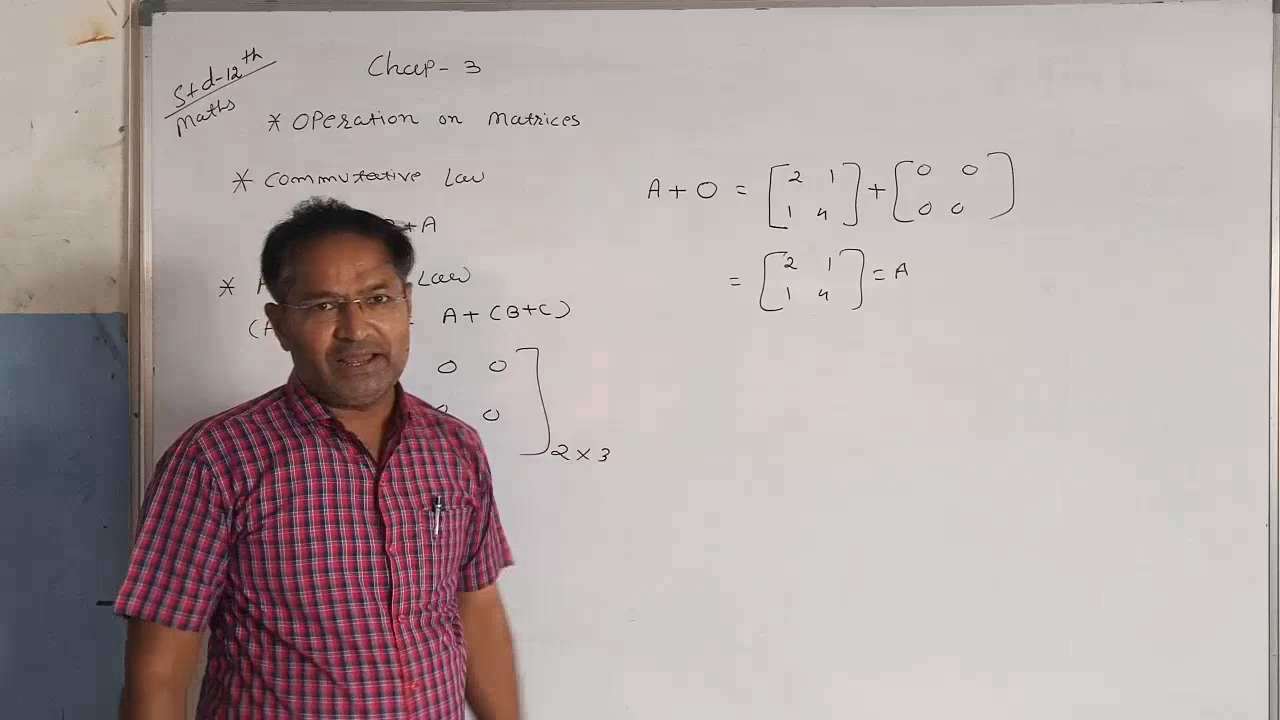 Std-12th
Maths
Chap-3
* Operation on Matrices
* Commutative Law
+A
* A Law
(A A+(B+C)
0 0
0 0
]2×3
A+O = [2 1 + [0 0
1 4] 0 0]
= [2 1 = A
1 4]